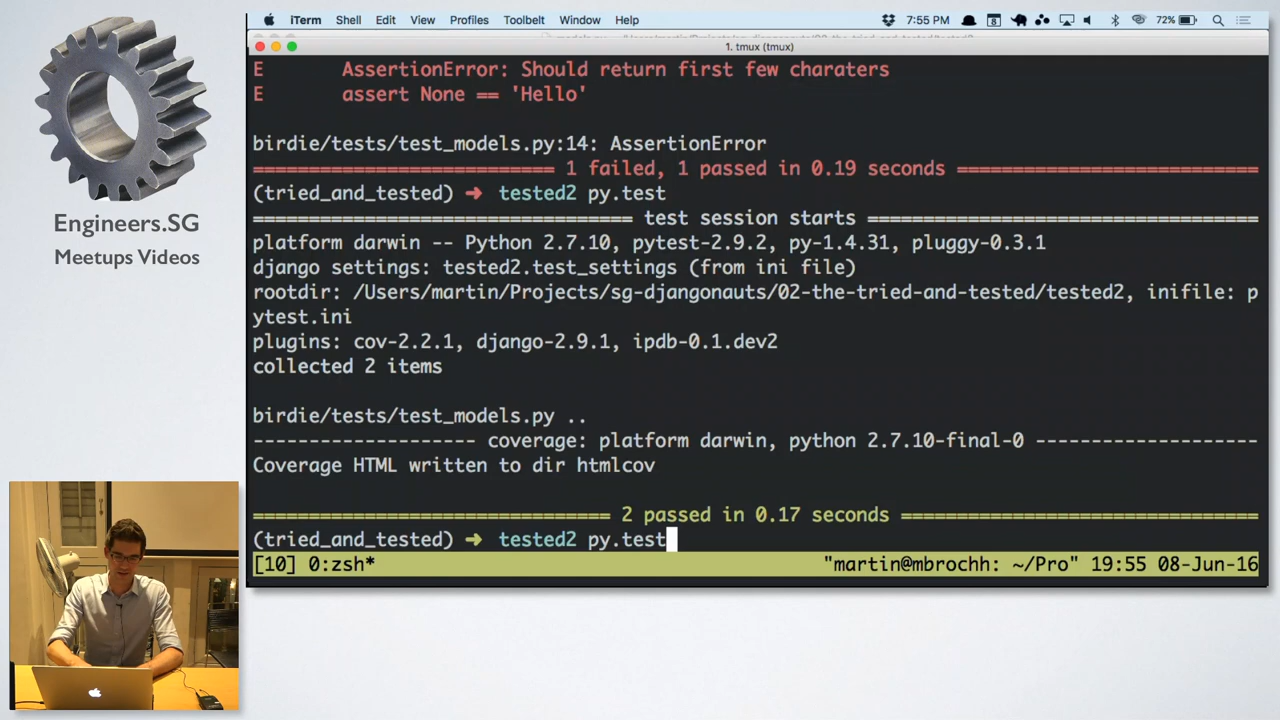 iTerm Shell Edit View Profiles Toolbelt Window Help 7:55 PM 8 72%
1. tmux (tmux)
E AssertionError: Should return first few charaters
E assert None == 'Hello'
birdie/tests/test_models.py:14: AssertionError
=========================== 1 failed, 1 passed in 0.19 seconds ===========================
(tried_and_tested) ➜ tested2 py.test
================================== test session starts ===================================
platform darwin -- Python 2.7.10, pytest-2.9.2, py-1.4.31, pluggy-0.3.1
django settings: tested2.test_settings (from ini file)
rootdir: /Users/martin/Projects/sg-djangonauts/02-the-tried-and-tested/tested2, inifile: p
ytest.ini
plugins: cov-2.2.1, django-2.9.1, ipdb-0.1.dev2
collected 2 items
birdie/tests/test_models.py ..
-------------------- coverage: platform darwin, python 2.7.10-final-0 --------------------
Coverage HTML written to dir htmlcov
================================ 2 passed in 0.17 seconds ================================
(tried_and_tested) ➜ tested2 py.test
[10] 0:zsh* "martin@mbrochh: ~/Pro" 19:55 08-Jun-16
Engineers.SG
Meetups Videos